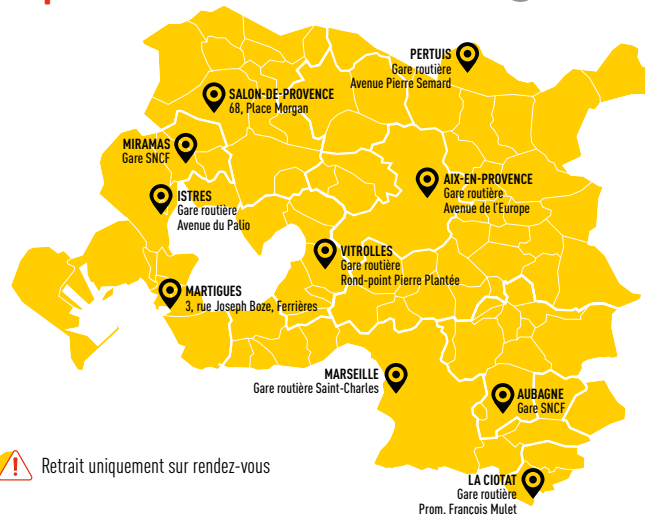 PERTUIS
Gare routière
Avenue Pierre Semard
SALON-DE-PROVENCE
68, Place Morgan
MIRAMAS
Gare SNCF
AIX-EN-PROVENCE
Gare routière
Avenue de l'Europe
ISTRES
Gare routière
Avenue du Palio
VITROLLES
Gare routière
Rond-point Pierre Plantée
MARTIGUES
3, rue Joseph Boze, Ferrières
MARSEILLE
Gare routière Saint-Charles
AUBAGNE
Gare SNCF
Retrait uniquement sur rendez-vous
LA CIOTAT
Gare routière
Prom. François Mulet